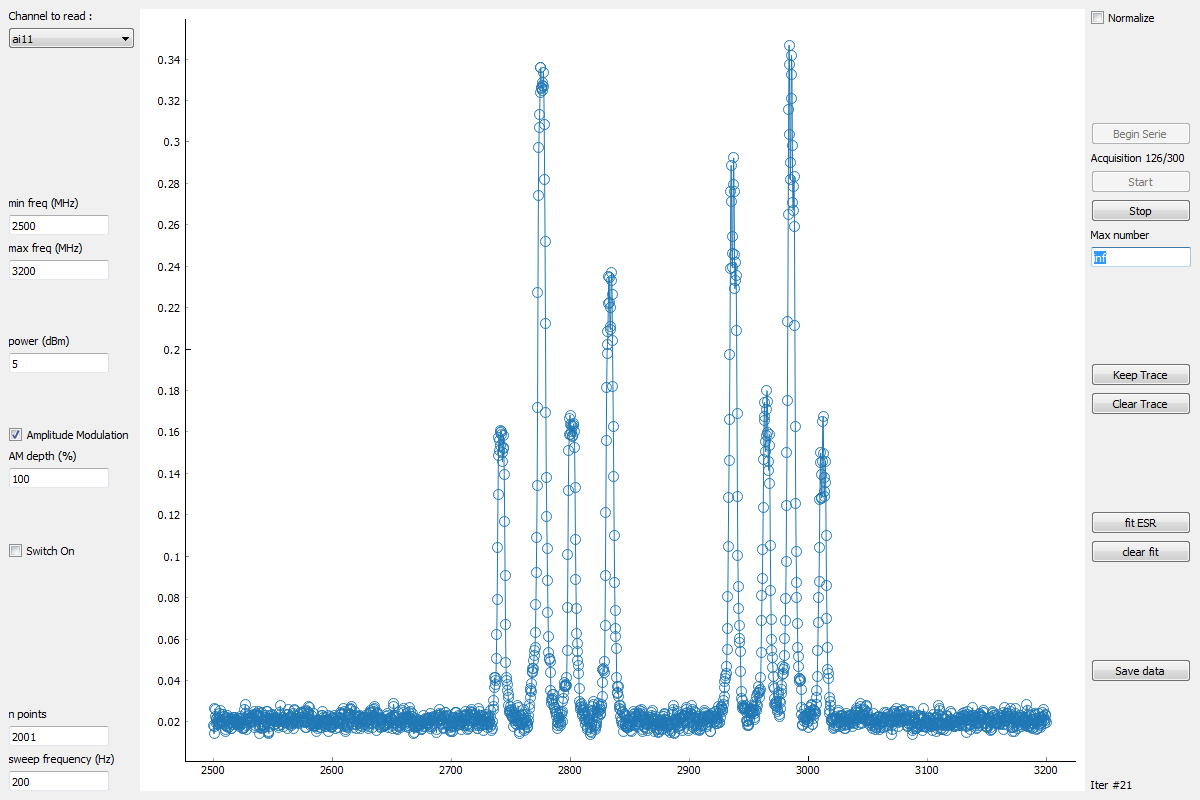 Channel to read :
ai11
min freq (MHz)
2500
max freq (MHz)
3200
power (dBm)
5
Amplitude Modulation
AM depth (%)
100
Switch On
n points
2001
sweep frequency (Hz)
200
0.34
0.32
0.3
0.28
0.26
0.24
0.22
0.2
0.18
0.16
0.14
0.12
0.1
0.08
0.06
0.04
0.02
2500 2600 2700 2800 2900 3000 3100 3200
Normalize
Begin Serie
Acquisition 126/300
Start
Stop
Max number
inf
Keep Trace
Clear Trace
fit ESR
clear fit
Save data
Iter #21